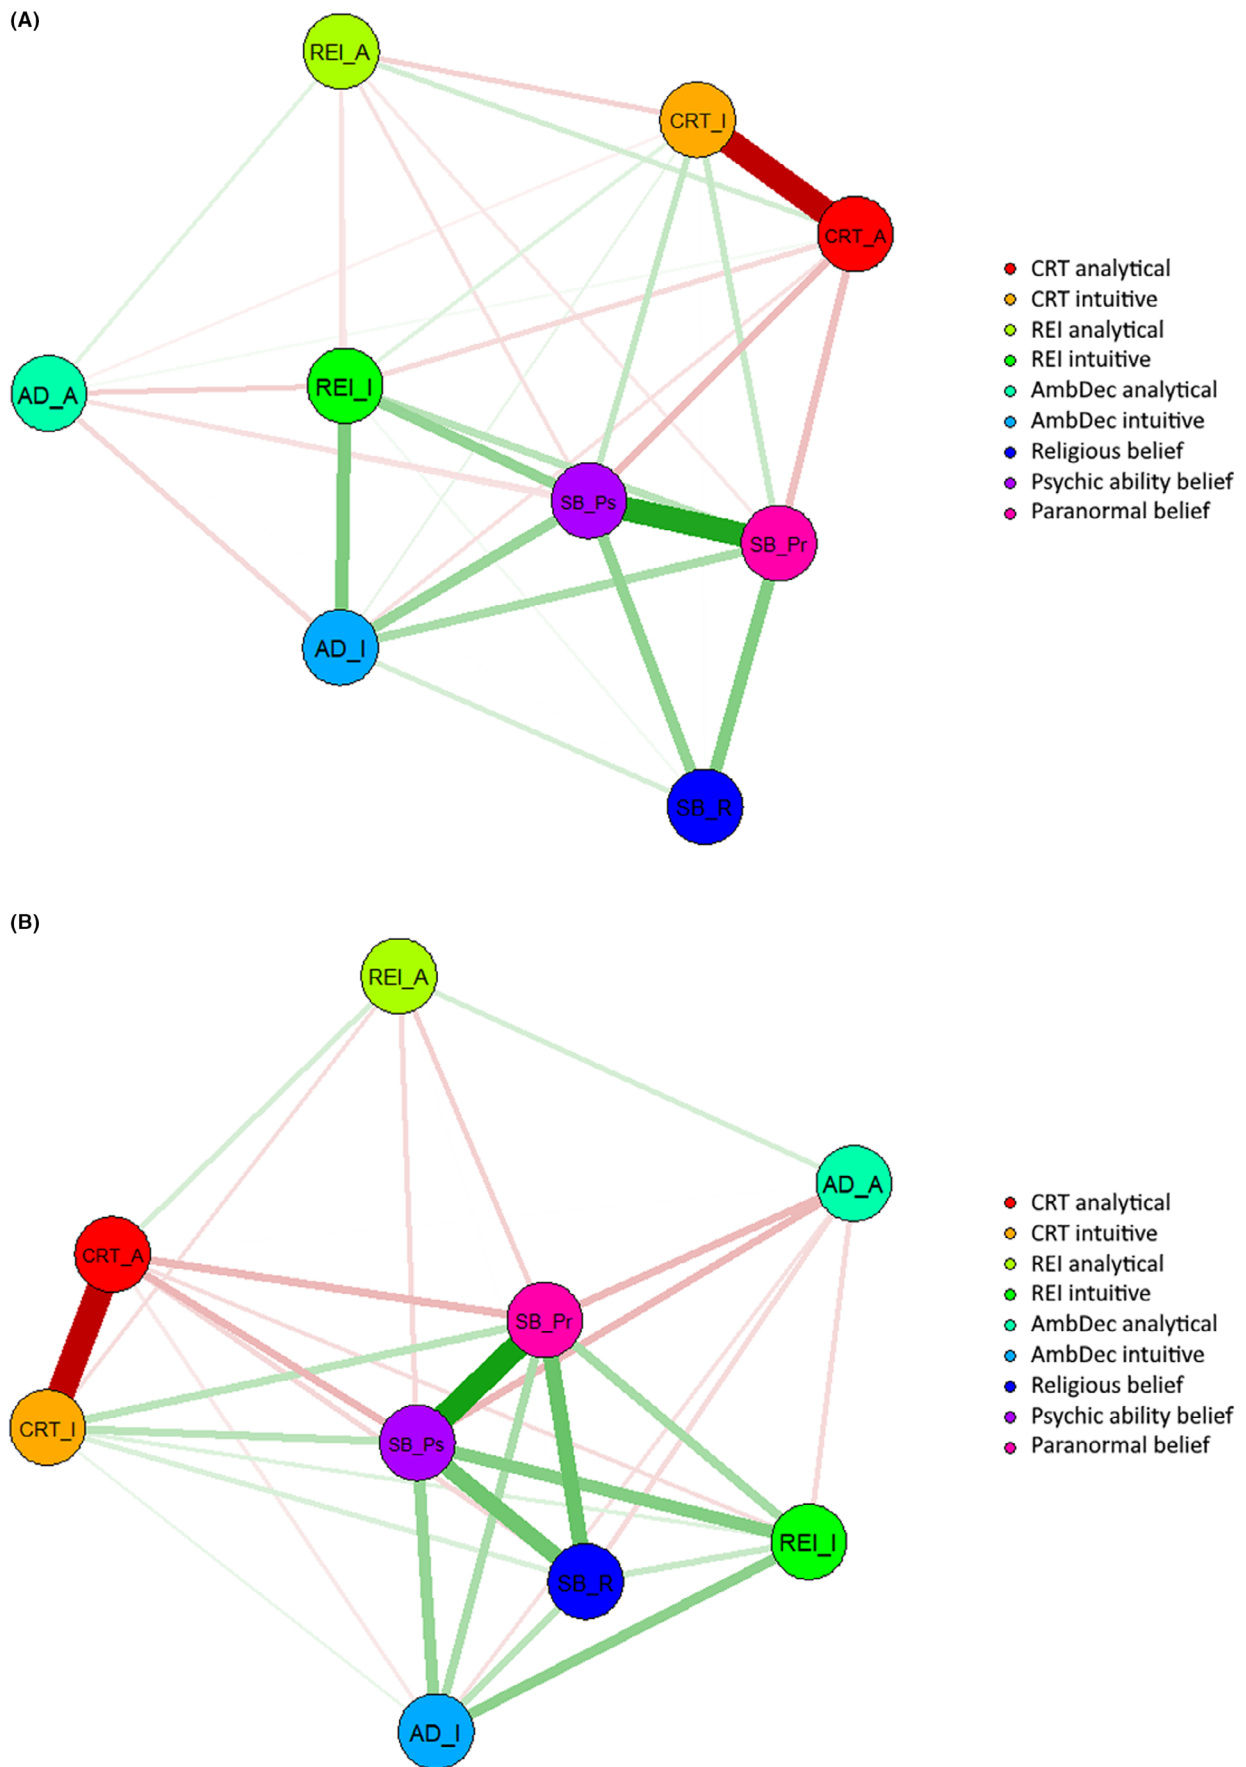 (A)
REI_A
CRT_I
CRT_A
AD_A
REI_I
SB_Ps
SB_Pr
AD_I
SB_R
CRT analytical
CRT intuitive
REI analytical
REI intuitive
AmbDec analytical
AmbDec intuitive
Religious belief
Psychic ability belief
Paranormal belief
(B)
REI_A
AD_A
CRT_A
SB_Pr
CRT_I
SB_Ps
REI_I
SB_R
AD_I
CRT analytical
CRT intuitive
REI analytical
REI intuitive
AmbDec analytical
AmbDec intuitive
Religious belief
Psychic ability belief
Paranormal belief